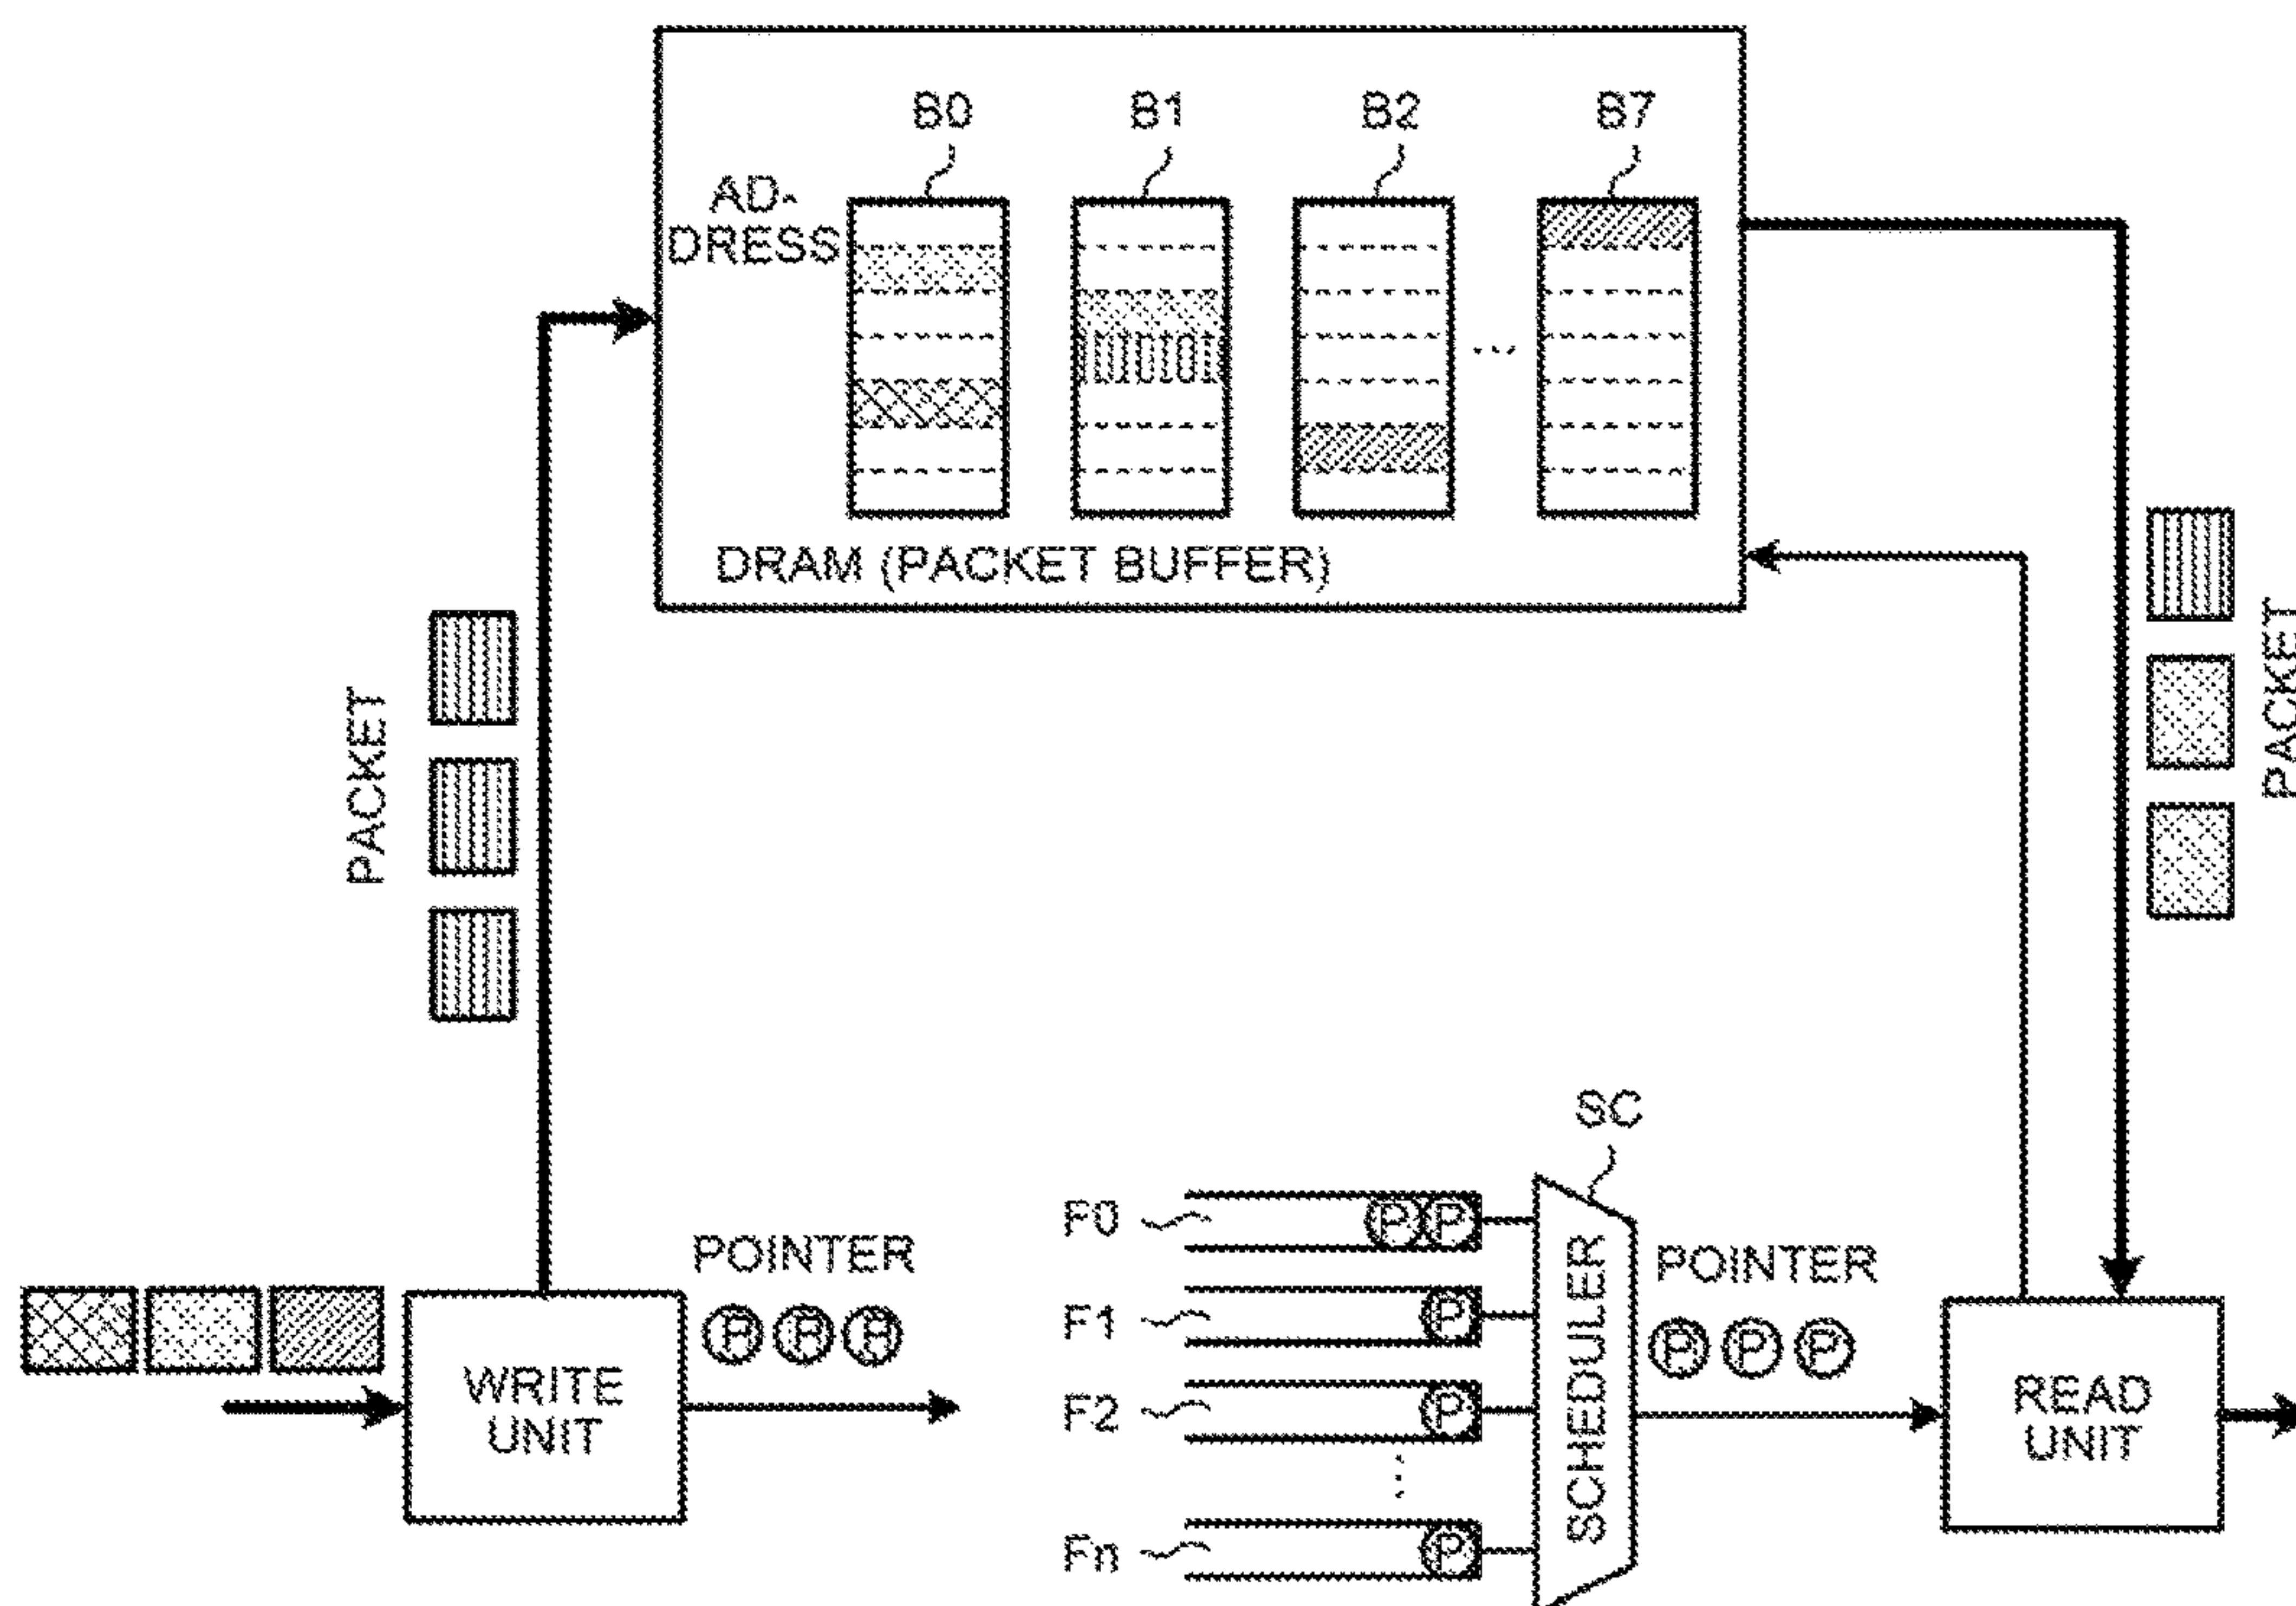 B0
B1
B2
B7
AD-
DRESS
...
DRAM (PACKET BUFFER)
PACKET
PACKET
SC
F0
P P
POINTER
F1
P
SCHEDULER
POINTER
P P P
WRITE
UNIT
F2
P
READ
UNIT
Fn
P